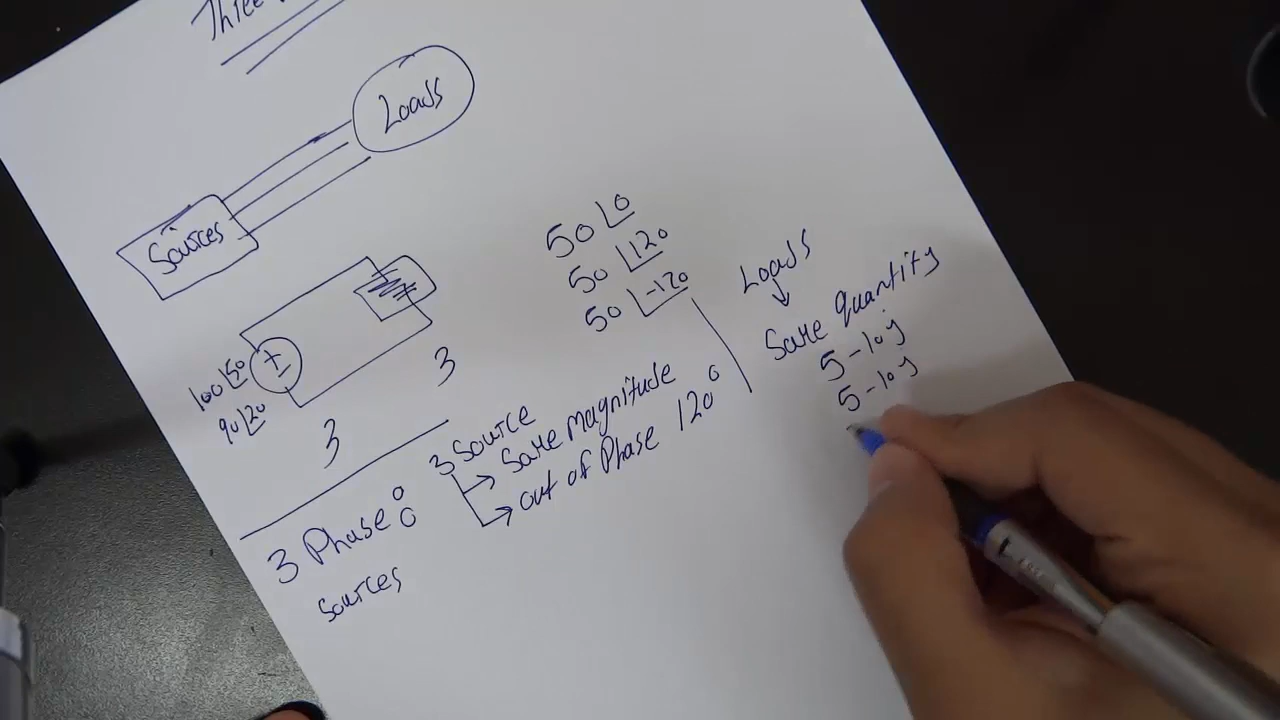 Three
Loads
Sources
50∠0
50∠120
50∠-120
Loads
Same quantity
5-10j
5-10j
100∠50
90∠20
±
3
3
3 Source
Same magnitude
out of Phase 120°
3 Phase:
Sources